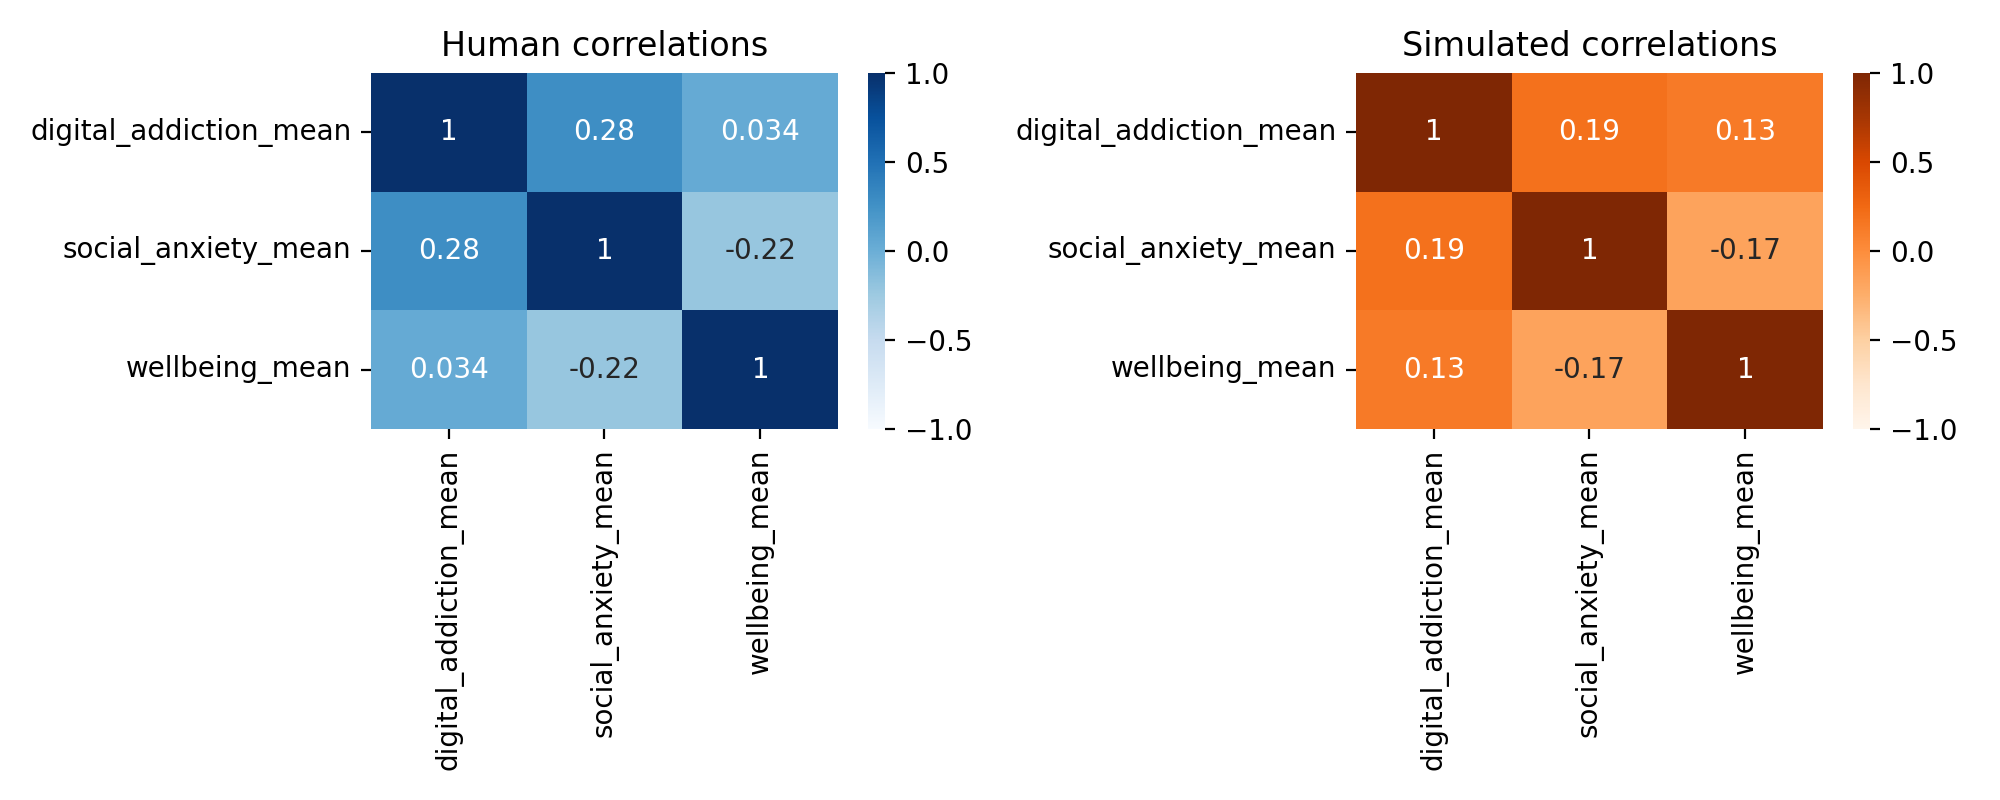 Human correlations
digital_addiction_mean 1 0.28 0.034
social_anxiety_mean 0.28 1 -0.22
wellbeing_mean 0.034 -0.22 1
digital_addiction_mean
social_anxiety_mean
wellbeing_mean
1.0
0.5
0.0
−0.5
−1.0
Simulated correlations
digital_addiction_mean 1 0.19 0.13
social_anxiety_mean 0.19 1 -0.17
wellbeing_mean 0.13 -0.17 1
digital_addiction_mean
social_anxiety_mean
wellbeing_mean
1.0
0.5
0.0
−0.5
−1.0